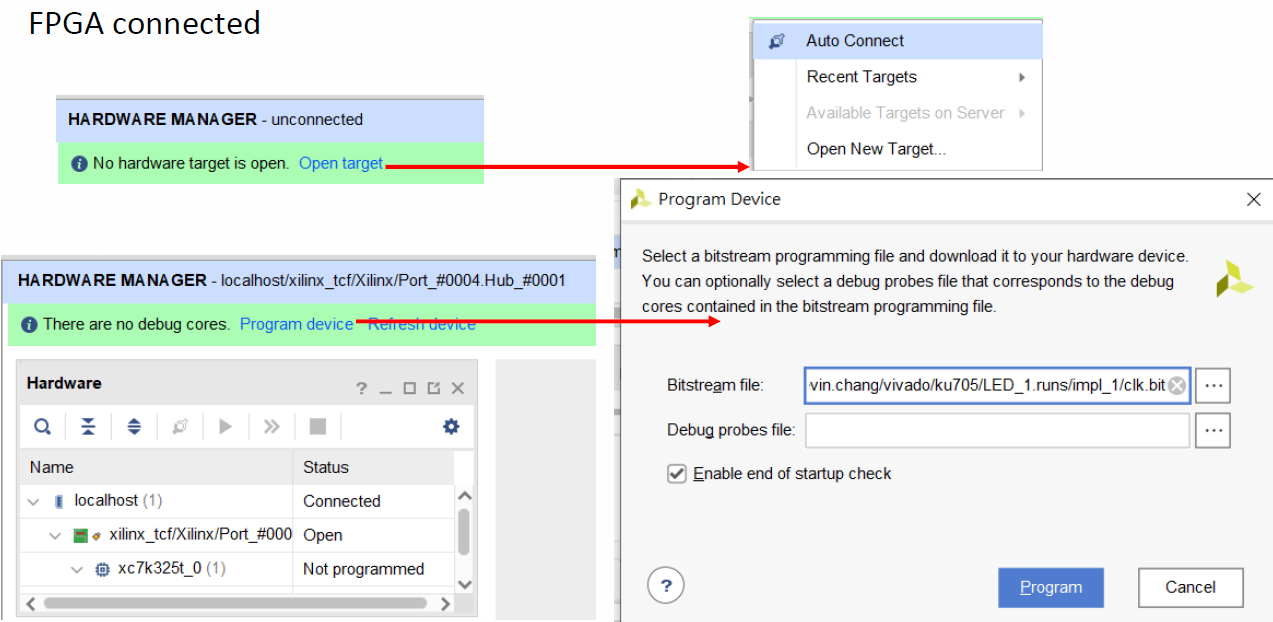 FPGA connected
Auto Connect
Recent Targets
Available Targets on Server
Open New Target...
HARDWARE MANAGER - unconnected
No hardware target is open. Open target
Program Device
Select a bitstream programming file and download it to your hardware device.
You can optionally select a debug probes file that corresponds to the debug
cores contained in the bitstream programming file.
Bitstream file: vin.chang/vivado/ku705/LED_1.runs/impl_1/clk.bit ...
Debug probes file: ...
Enable end of startup check
? Program Cancel
HARDWARE MANAGER - localhost/xilinx_tcf/Xilinx/Port_#0004.Hub_#0001
There are no debug cores. Program device Refresh device
Hardware ?
Name Status
localhost (1) Connected
xilinx_tcf/Xilinx/Port_#000 Open
xc7k325t_0 (1) Not programmed